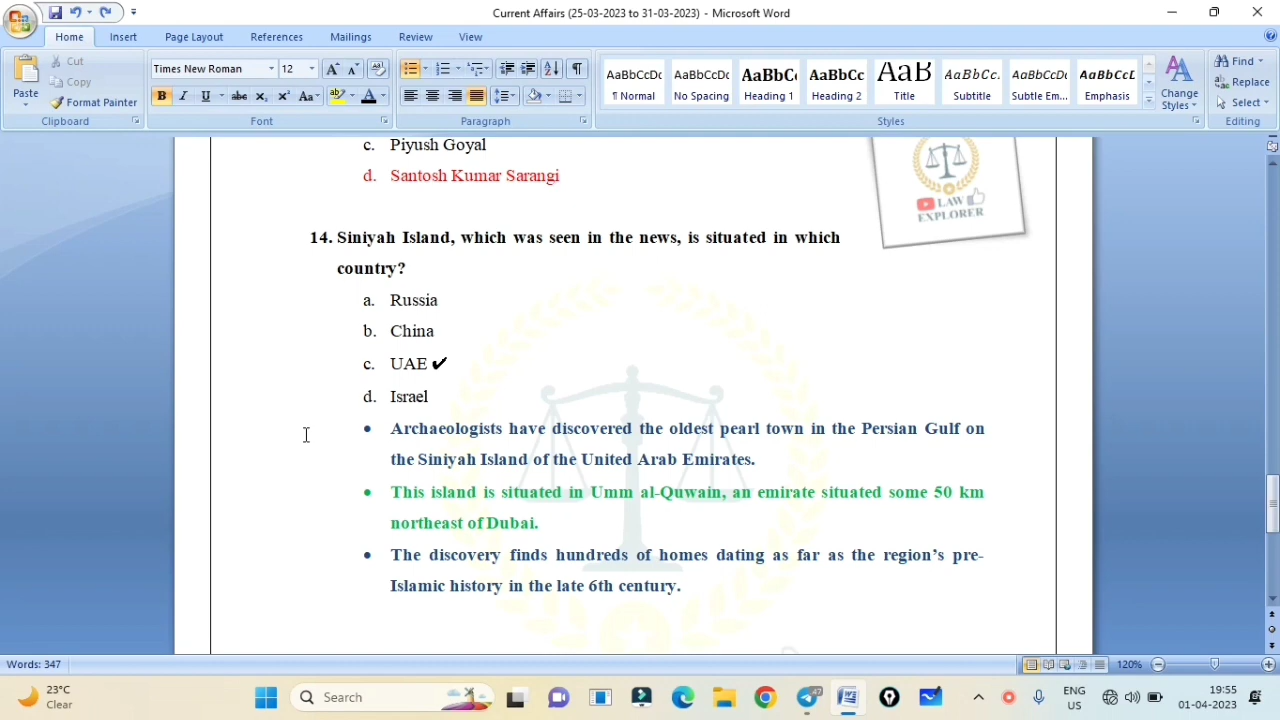 Current Affairs (25-03-2023 to 31-03-2023) - Microsoft Word
Home Insert Page Layout References Mailings Review View
Paste
Cut
Copy
Format Painter
Clipboard
Times New Roman 12
Font
Paragraph
AaBbCcDc AaBbCcDc AaBbCc AaBbCc AaB AaBbCc. AaBbCcDc AaBbCcL
¶ Normal No Spacing Heading 1 Heading 2 Title Subtitle Subtle Em... Emphasis
Change Styles
Styles
Find
Replace
Select
Editing
c. Piyush Goyal
d. Santosh Kumar Sarangi
LAW
EXPLORER
14. Siniyah Island, which was seen in the news, is situated in which
country?
a. Russia
b. China
c. UAE ✔
d. Israel
• Archaeologists have discovered the oldest pearl town in the Persian Gulf on
the Siniyah Island of the United Arab Emirates.
• This island is situated in Umm al-Quwain, an emirate situated some 50 km
northeast of Dubai.
• The discovery finds hundreds of homes dating as far as the region's pre-
Islamic history in the late 6th century.
Words: 347
120%
23°C
Clear
Search
47
ENG
US
19:55
01-04-2023